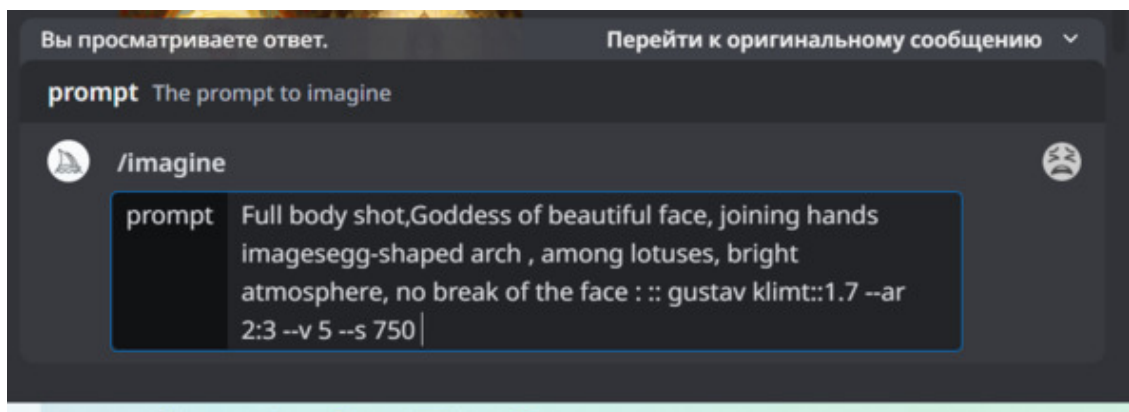 Вы просматриваете ответ. Перейти к оригинальному сообщению
prompt The prompt to imagine
/imagine
prompt Full body shot,Goddess of beautiful face, joining hands
imagesegg-shaped arch , among lotuses, bright
atmosphere, no break of the face : :: gustav klimt::1.7 --ar
2:3 --v 5 --s 750